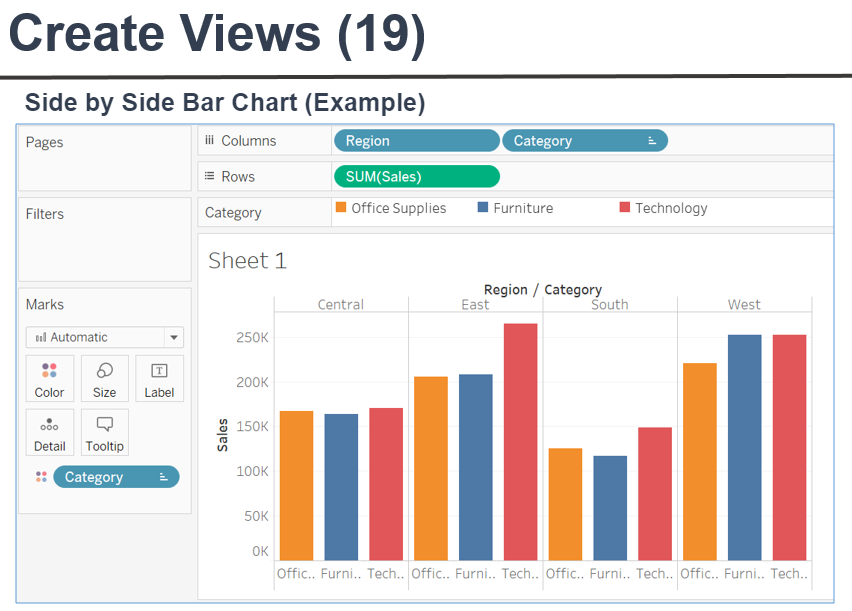 Create Views (19)
Side by Side Bar Chart (Example)
Pages
Columns Region Category
Rows SUM(Sales)
Filters
Category Office Supplies Furniture Technology
Sheet 1
Marks
Automatic
Color Size Label
Detail Tooltip
Category
Region / Category
Central East South West
Sales
250K
200K
150K
100K
50K
0K
Offic.. Furni.. Tech.. Offic.. Furni.. Tech.. Offic.. Furni.. Tech.. Offic.. Furni.. Tech..